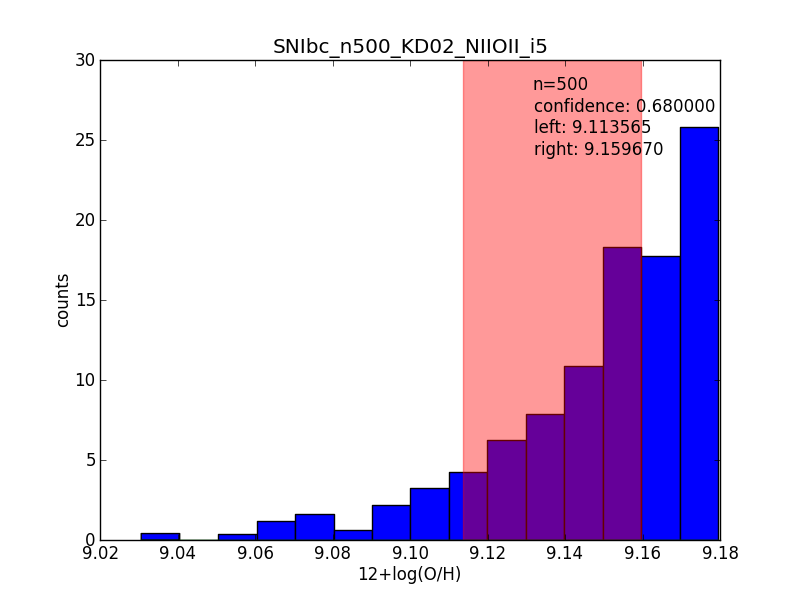 SNIbc_n500_KD02_NIIOII_i5
30
n=500
confidence: 0.680000
left: 9.113565
right: 9.159670
25
20
15
10
5
0
counts
9.02 9.04 9.06 9.08 9.10 9.12 9.14 9.16 9.18
12+log(O/H)